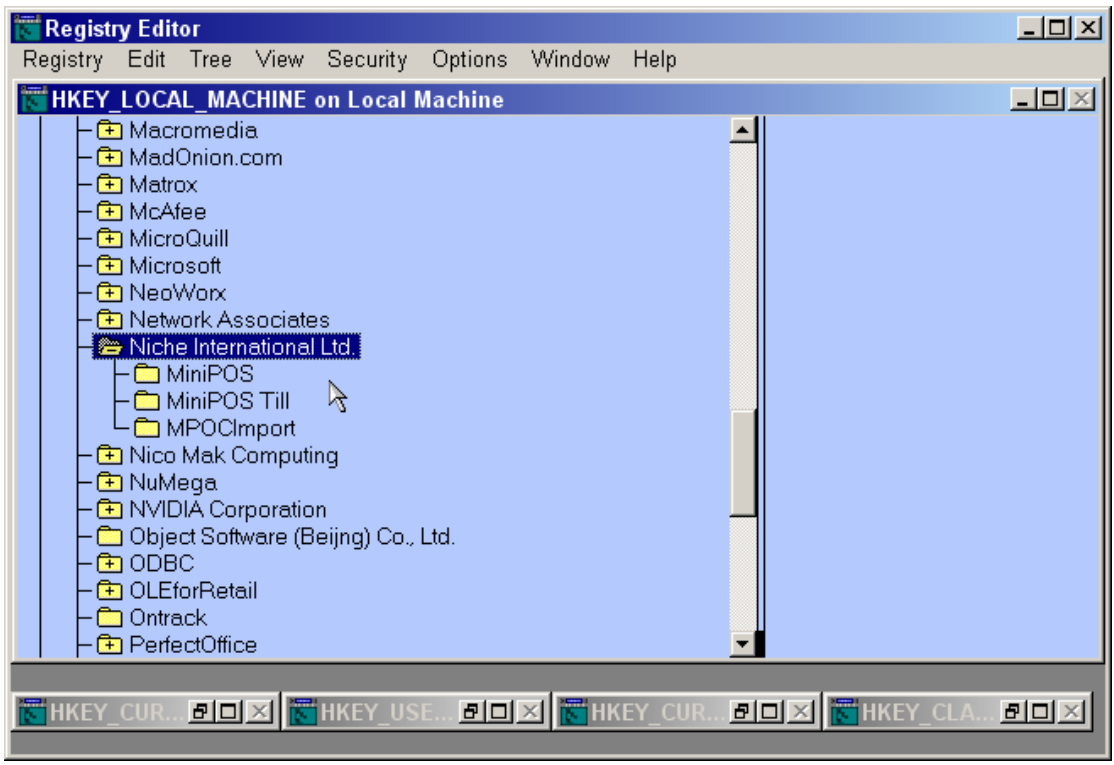 Registry Editor
Registry Edit Tree View Security Options Window Help
HKEY_LOCAL_MACHINE on Local Machine
Macromedia
MadOnion.com
Matrox
McAfee
MicroQuill
Microsoft
NeoWorx
Network Associates
Niche International Ltd.
MiniPOS
MiniPOS Till
MPOCImport
Nico Mak Computing
NuMega
NVIDIA Corporation
Object Software (Beijng) Co., Ltd.
ODBC
OLEforRetail
Ontrack
PerfectOffice
HKEY_CUR... HKEY_USE... HKEY_CUR... HKEY_CLA...